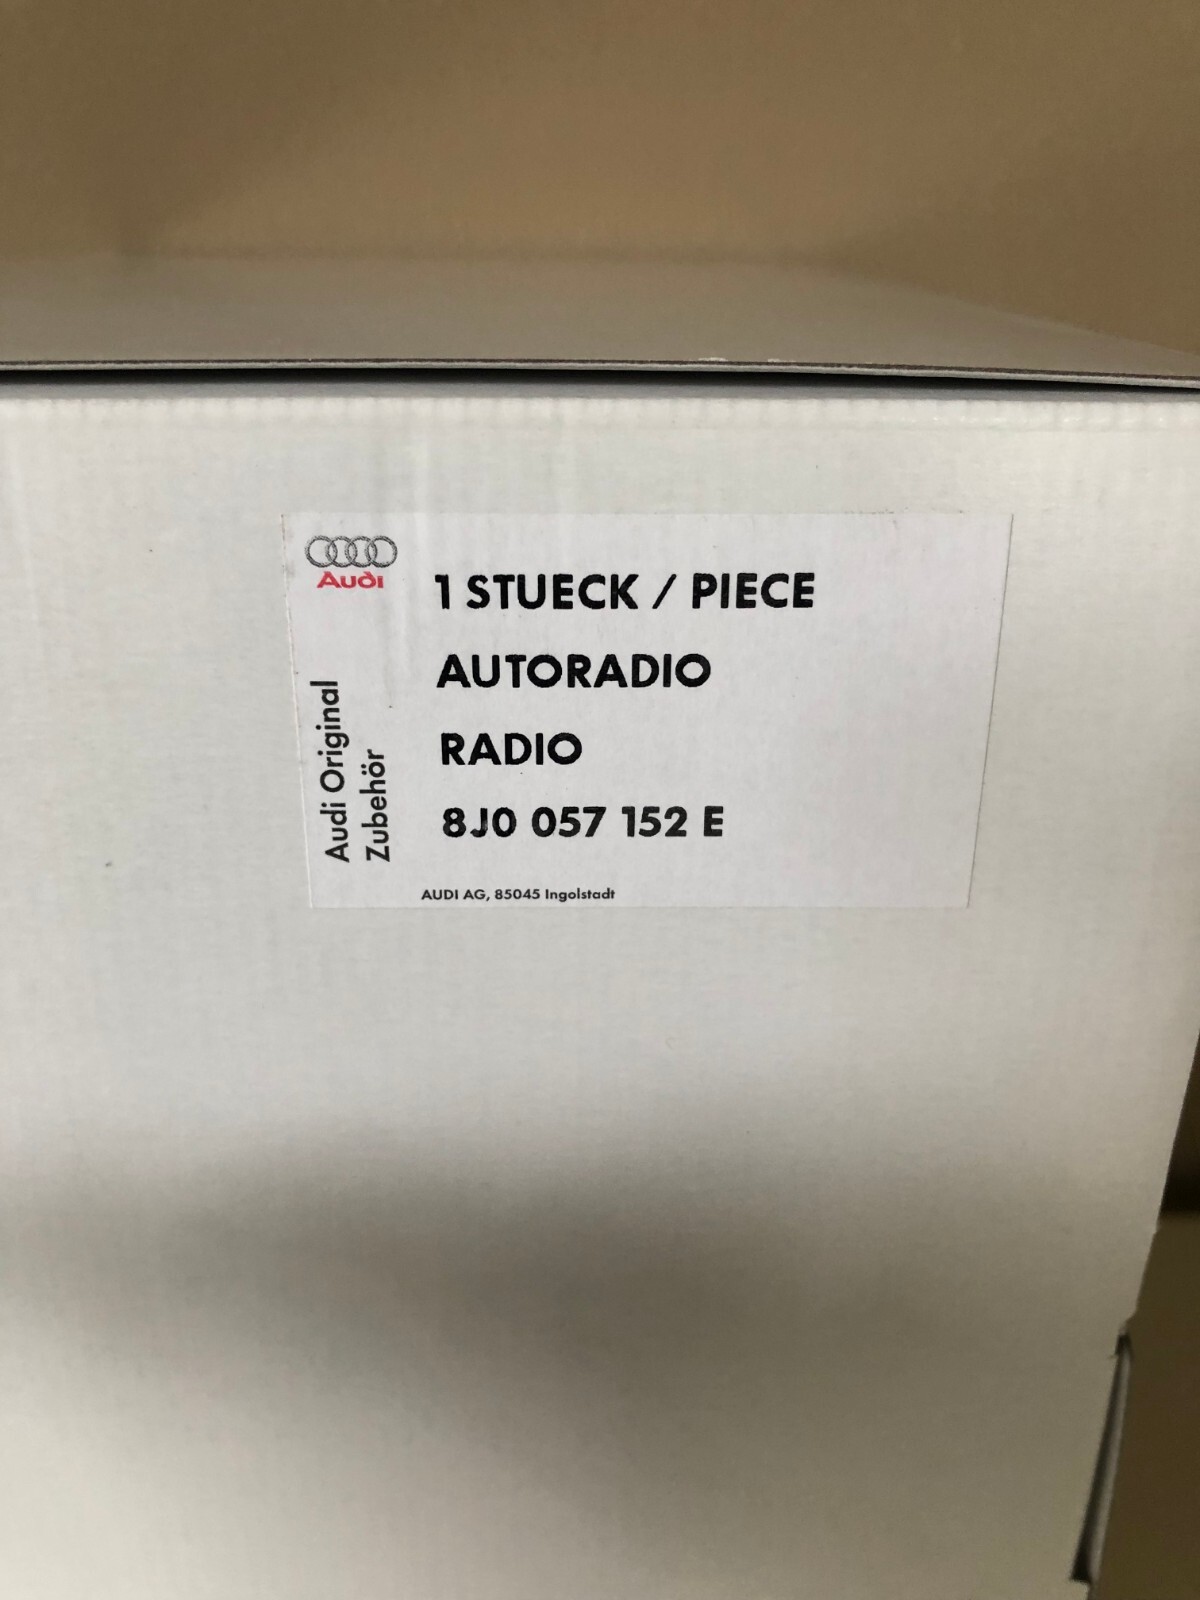 Audi
1 STUECK / PIECE
AUTORADIO
RADIO
8J0 057 152 E
Audi Original
Zubehör
AUDI AG, 85045 Ingolstadt